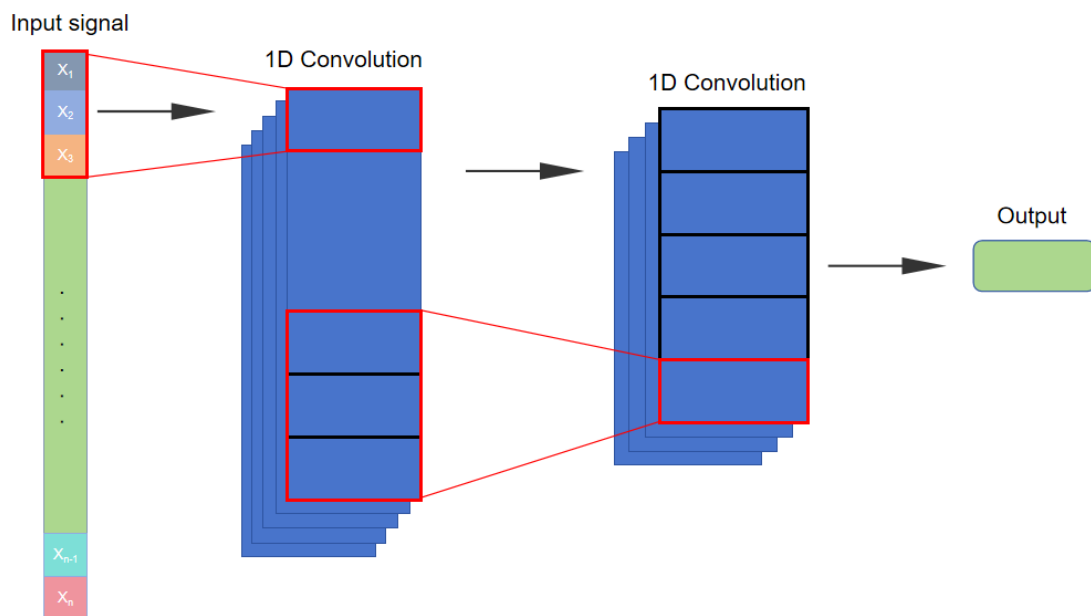 Input signal
1D Convolution
1D Convolution
X1
X2
X3
Output
.
.
.
.
.
.
Xn-1
Xn